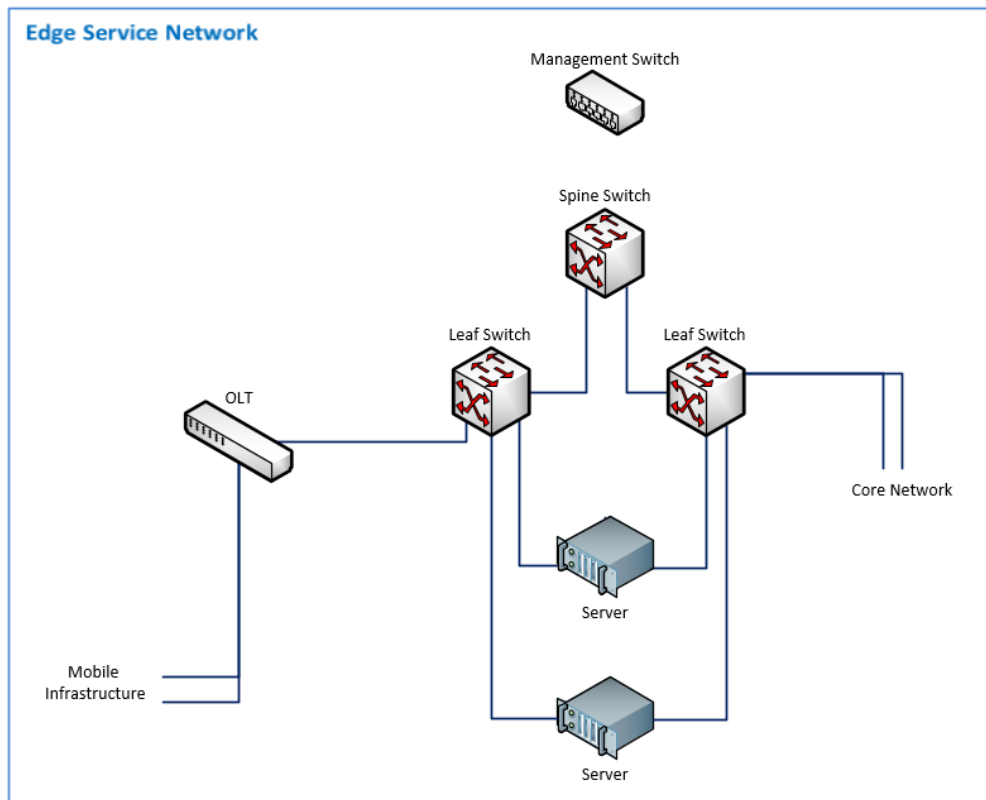 Edge Service Network
Management Switch
Spine Switch
Leaf Switch
Leaf Switch
OLT
Core Network
Server
Mobile
Infrastructure
Server